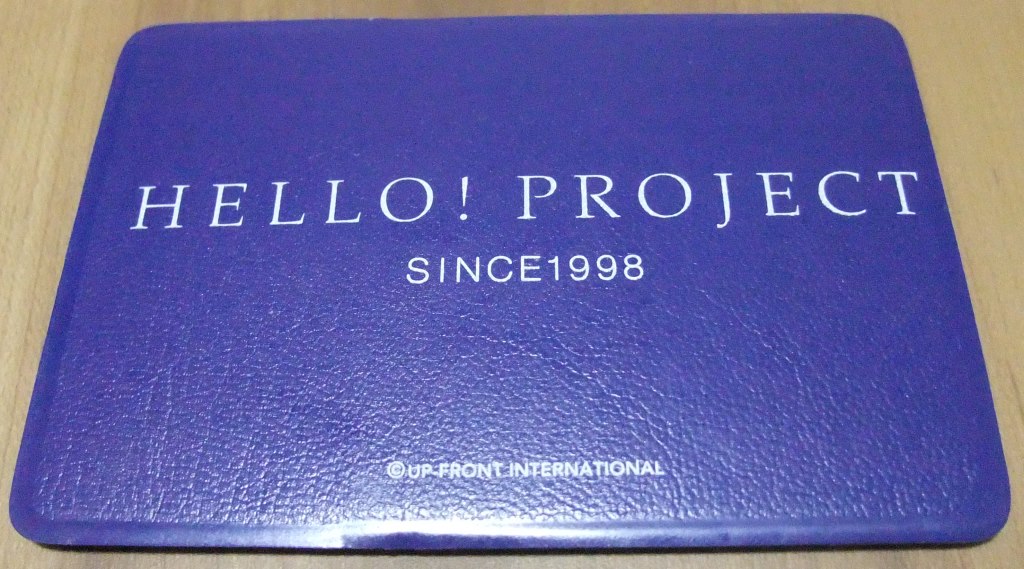 HELLO! PROJECT
SINCE1998
©UP-FRONT INTERNATIONAL